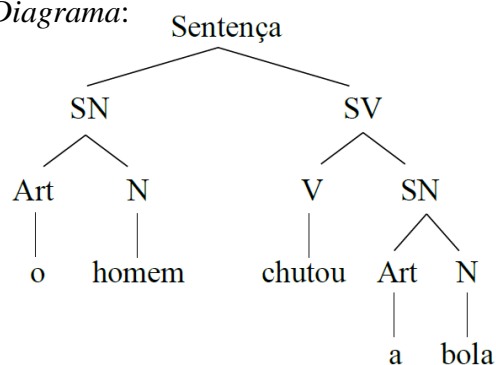 Diagrama:
Sentença
SN SV
Art N V SN
o homem chutou Art N
a bola